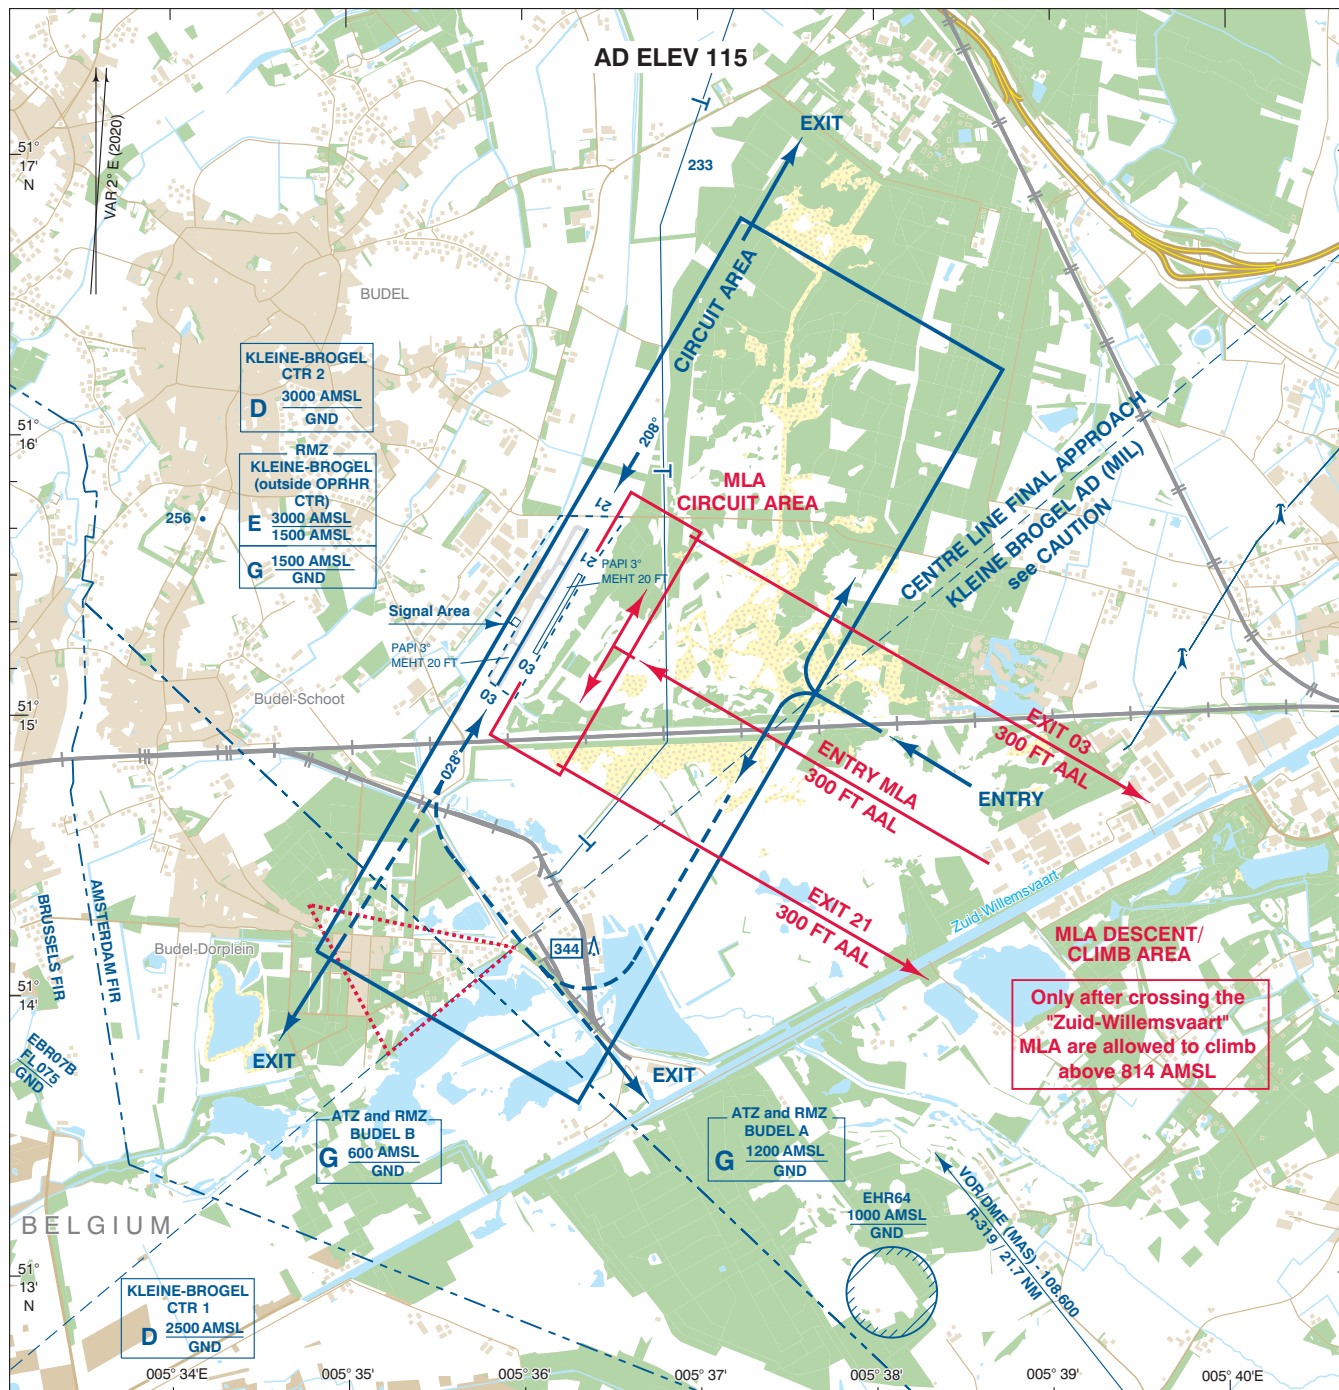 AD ELEV 115
EXIT
51°
17'
N
VAR 2° E (2020)
233
CIRCUIT AREA
BUDEL
KLEINE-BROGEL
CTR 2
D 3000 AMSL
GND
51°
16'
RMZ
KLEINE-BROGEL
(outside OPRHR
CTR)
E 3000 AMSL
1500 AMSL
G 1500 AMSL
GND
256
208°
MLA
CIRCUIT AREA
CENTRE LINE FINAL APPROACH
KLEINE BROGEL AD (MIL)
see CAUTION
21
21
PAPI 3°
MEHT 20 FT
Signal Area
PAPI 3°
MEHT 20 FT
03
03
Budel-Schoot
51°
15'
028°
EXIT 03
300 FT AAL
ENTRY MLA
300 FT AAL
ENTRY
EXIT 21
300 FT AAL
Zuid-Willemsvaart
BRUSSELS FIR
AMSTERDAM FIR
Budel-Dorplein
344
MLA DESCENT/
CLIMB AREA
Only after crossing the
"Zuid-Willemsvaart"
MLA are allowed to climb
above 814 AMSL
51°
14'
N
EBR07B
FL075
GND
EXIT
EXIT
ATZ and RMZ
BUDEL B
G 600 AMSL
GND
ATZ and RMZ
BUDEL A
G 1200 AMSL
GND
EHR64
1000 AMSL
GND
VOR/DME (MAS) - 108.600
R-319 / 21.7 NM
BELGIUM
51°
13'
N
KLEINE-BROGEL
CTR 1
D 2500 AMSL
GND
005° 34'E
005° 35'
005° 36'
005° 37'
005° 38'
005° 39'
005° 40'E